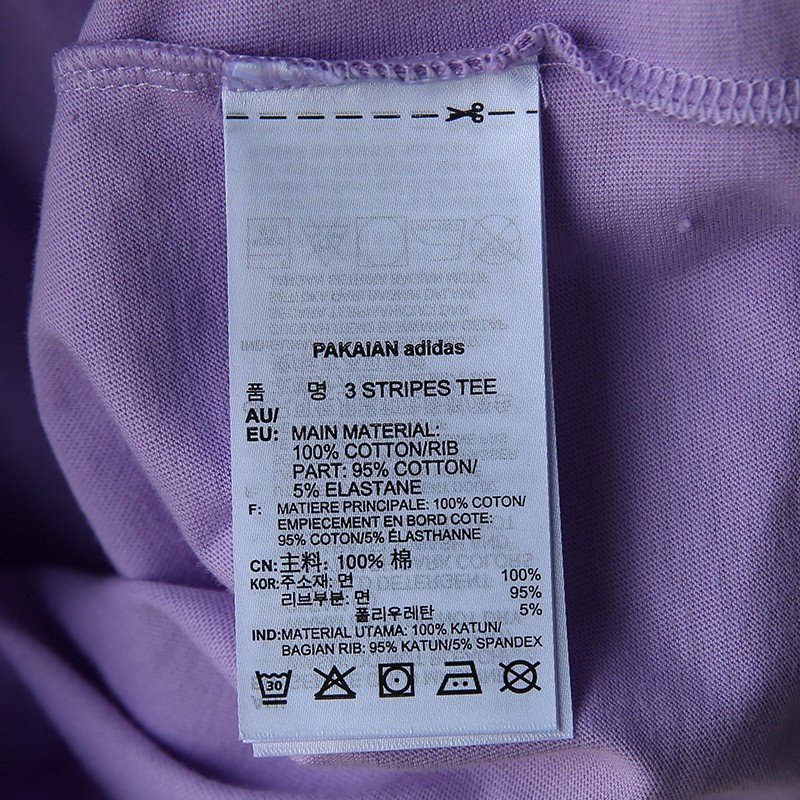 PAKAIAN adidas
품 명 3 STRIPES TEE
AU/
EU: MAIN MATERIAL:
100% COTTON/RIB
PART: 95% COTTON/
5% ELASTANE
F: MATIERE PRINCIPALE: 100% COTON/
EMPIECEMENT EN BORD COTE:
95% COTON/5% ÉLASTHANNE
CN: 主料: 100% 棉
KOR: 주소재: 면 100%
리브부분: 면 95%
폴리우레탄 5%
IND: MATERIAL UTAMA: 100% KATUN/
BAGIAN RIB: 95% KATUN/5% SPANDEX
30